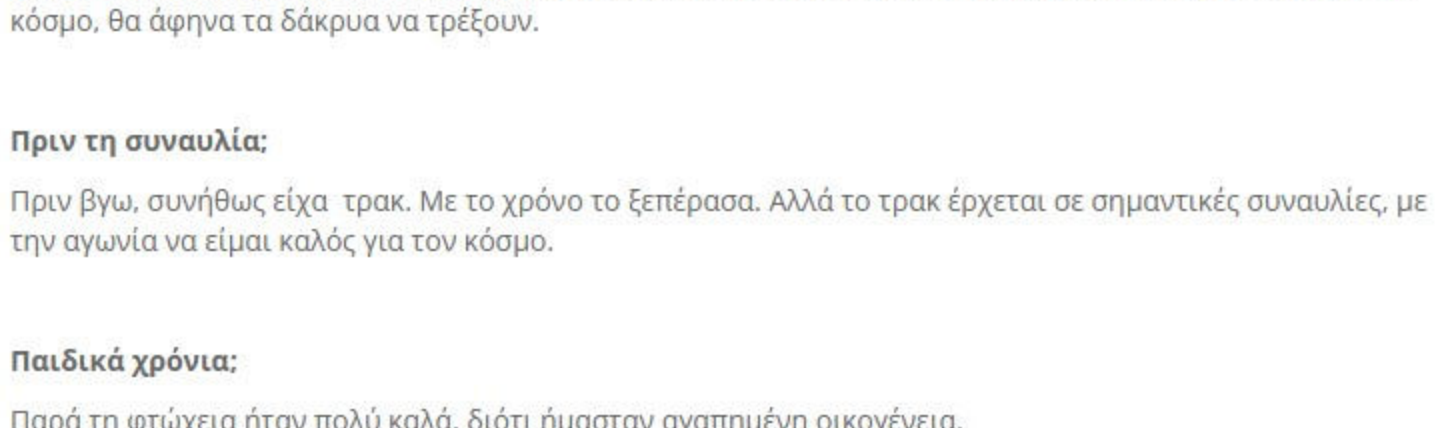 κόσμο, θα άφηνα τα δάκρυα να τρέξουν.
Πριν τη συναυλία;
Πριν βγω, συνήθως είχα  τρακ. Με το χρόνο το ξεπέρασα. Αλλά το τρακ έρχεται σε σημαντικές συναυλίες, με
την αγωνία να είμαι καλός για τον κόσμο.
Παιδικά χρόνια;
Παρά τη φτώχεια ήταν πολύ καλά, διότι ήμασταν αγαπημένη οικογένεια.